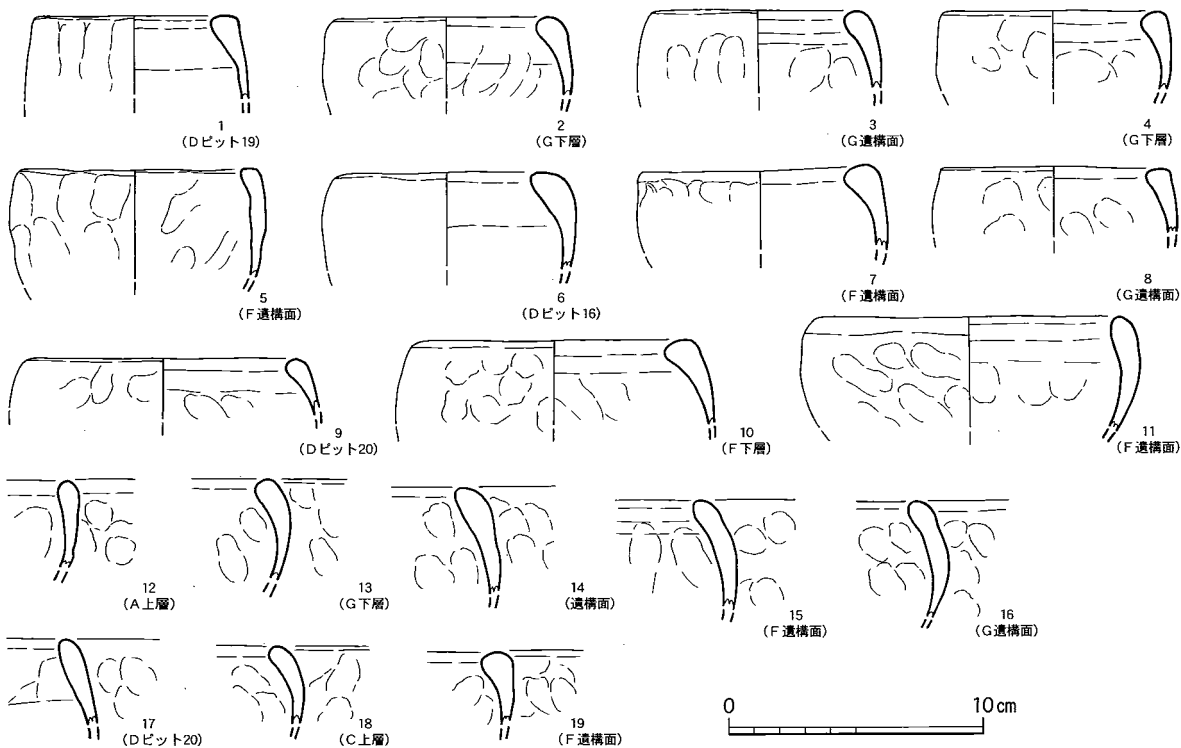 1
(Dピット19)
2
(G下層)
3
(G遺構面)
4
(G下層)
5
(F遺構面)
6
(Dピット16)
7
(F遺構面)
8
(G遺構面)
9
(Dピット20)
10
(F下層)
11
(F遺構面)
12
(A上層)
13
(G下層)
14
(遺構面)
15
(F遺構面)
16
(G遺構面)
17
(Dピット20)
18
(C上層)
19
(F遺構面)
0 10cm